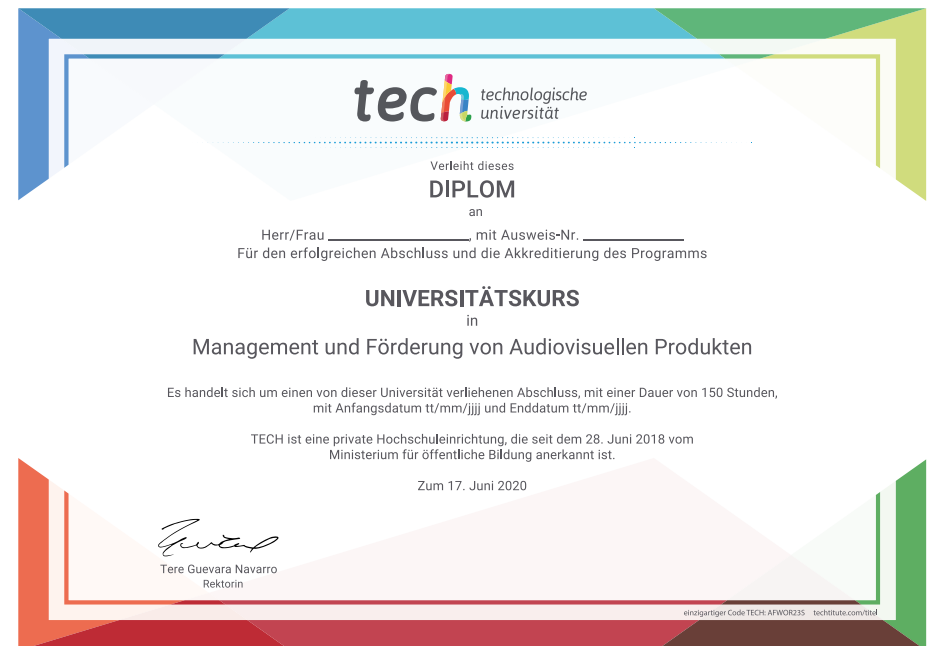 tech technologische
universität
Verleiht dieses
DIPLOM
an
Herr/Frau ____________, mit Ausweis-Nr. ____________
Für den erfolgreichen Abschluss und die Akkreditierung des Programms
UNIVERSITÄTSKURS
in
Management und Förderung von Audiovisuellen Produkten
Es handelt sich um einen von dieser Universität verliehenen Abschluss, mit einer Dauer von 150 Stunden,
mit Anfangsdatum tt/mm/jjjj und Enddatum tt/mm/jjjj.
TECH ist eine private Hochschuleinrichtung, die seit dem 28. Juni 2018 vom
Ministerium für öffentliche Bildung anerkannt ist.
Zum 17. Juni 2020
Tere Guevara Navarro
Rektorin
einzigartiger Code TECH: AFWOR23S techtitute.com/titel